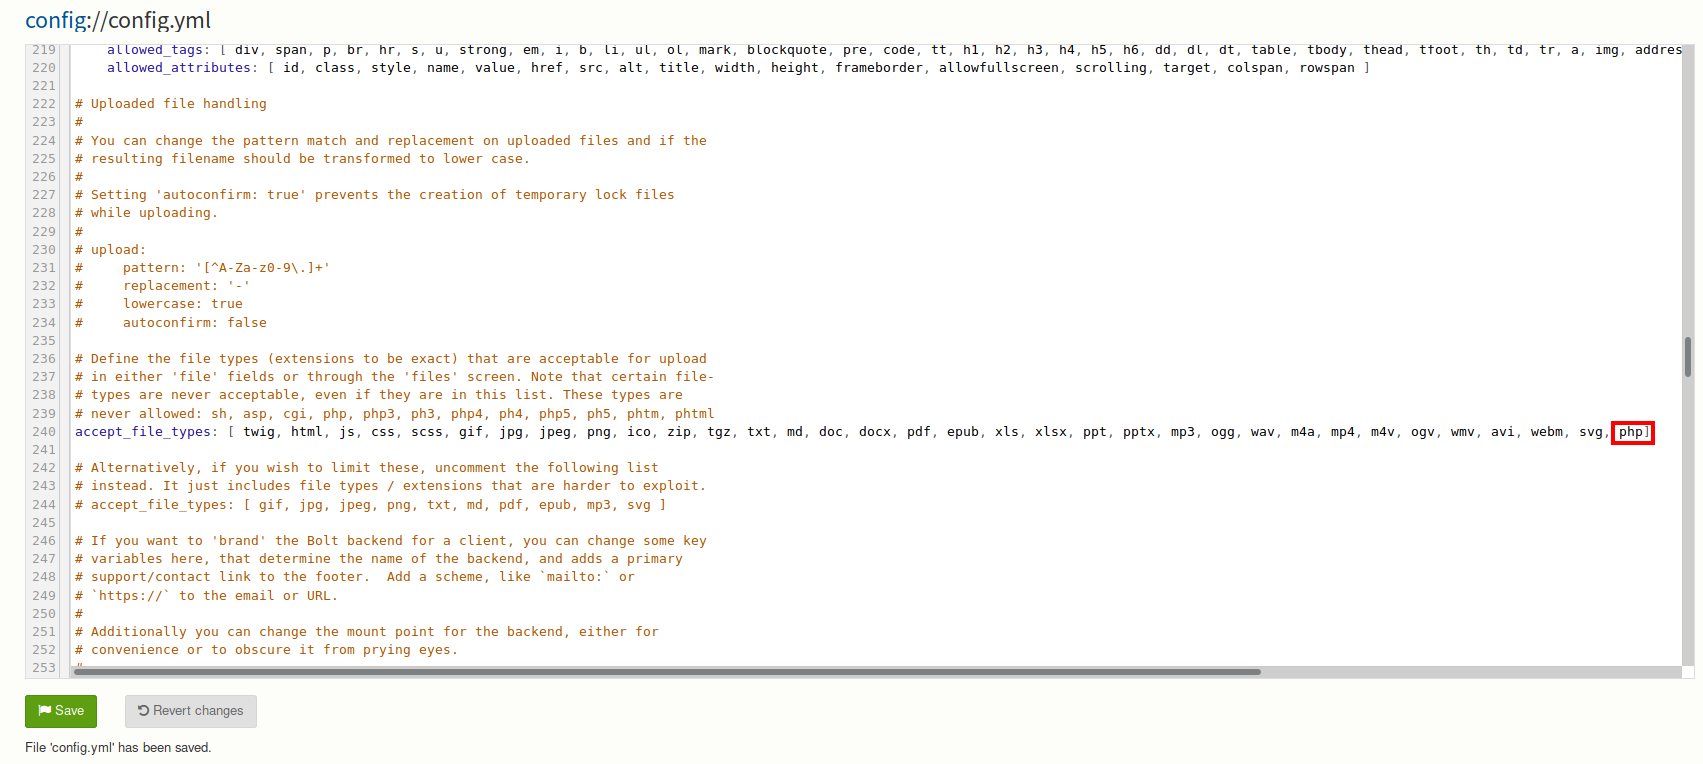 config://config.yml
219 allowed_tags: [ div, span, p, br, hr, s, u, strong, em, i, b, li, ul, ol, mark, blockquote, pre, code, tt, h1, h2, h3, h4, h5, h6, dd, dl, dt, table, tbody, thead, tfoot, th, td, tr, a, img, addres
220 allowed_attributes: [ id, class, style, name, value, href, src, alt, title, width, height, frameborder, allowfullscreen, scrolling, target, colspan, rowspan ]
221
222 # Uploaded file handling
223 #
224 # You can change the pattern match and replacement on uploaded files and if the
225 # resulting filename should be transformed to lower case.
226 #
227 # Setting 'autoconfirm: true' prevents the creation of temporary lock files
228 # while uploading.
229 #
230 # upload:
231 #     pattern: '[^A-Za-z0-9\.]+'
232 #     replacement: '-'
233 #     lowercase: true
234 #     autoconfirm: false
235
236 # Define the file types (extensions to be exact) that are acceptable for upload
237 # in either 'file' fields or through the 'files' screen. Note that certain file-
238 # types are never acceptable, even if they are in this list. These types are
239 # never allowed: sh, asp, cgi, php, php3, ph3, php4, ph4, php5, ph5, phtm, phtml
240 accept_file_types: [ twig, html, js, css, scss, gif, jpg, jpeg, png, ico, zip, tgz, txt, md, doc, docx, pdf, epub, xls, xlsx, ppt, pptx, mp3, ogg, wav, m4a, mp4, m4v, ogv, wmv, avi, webm, svg, php]
241
242 # Alternatively, if you wish to limit these, uncomment the following list
243 # instead. It just includes file types / extensions that are harder to exploit.
244 # accept_file_types: [ gif, jpg, jpeg, png, txt, md, pdf, epub, mp3, svg ]
245
246 # If you want to 'brand' the Bolt backend for a client, you can change some key
247 # variables here, that determine the name of the backend, and adds a primary
248 # support/contact link to the footer.  Add a scheme, like `mailto:` or
249 # `https://` to the email or URL.
250 #
251 # Additionally you can change the mount point for the backend, either for
252 # convenience or to obscure it from prying eyes.
253 #
Save Revert changes
File 'config.yml' has been saved.